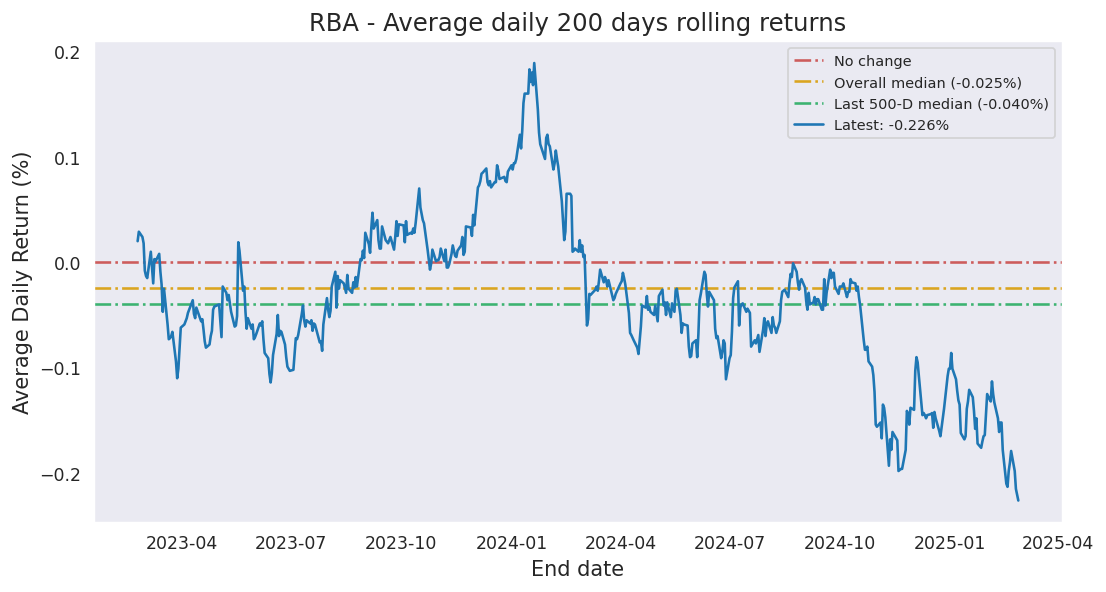 RBA - Average daily 200 days rolling returns
No change
Overall median (-0.025%)
Last 500-D median (-0.040%)
Latest: -0.226%
Average Daily Return (%)
0.2
0.1
0.0
−0.1
−0.2
2023-04 2023-07 2023-10 2024-01 2024-04 2024-07 2024-10 2025-01 2025-04
End date